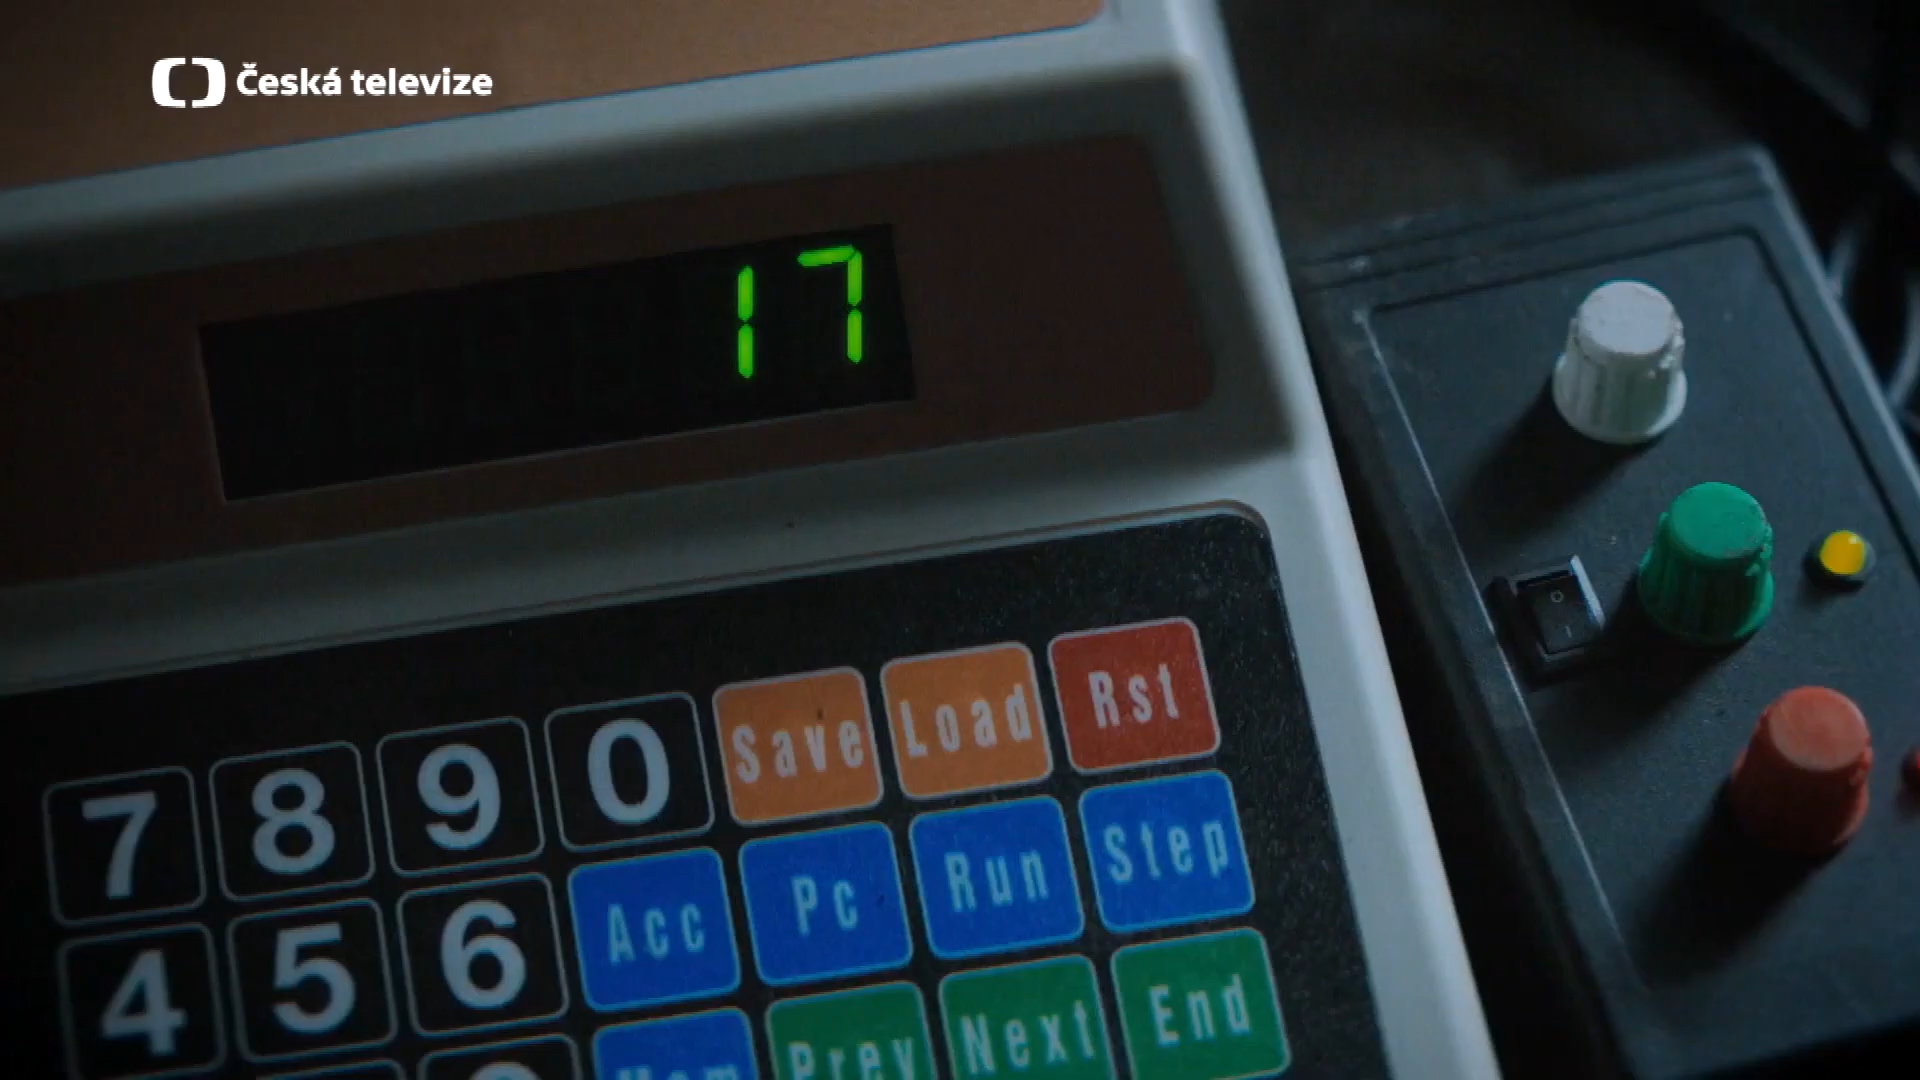 Česká televize
17
7 8 9 0 Save Load Rst
4 5 6 Acc Pc Run Step
Prev Next End